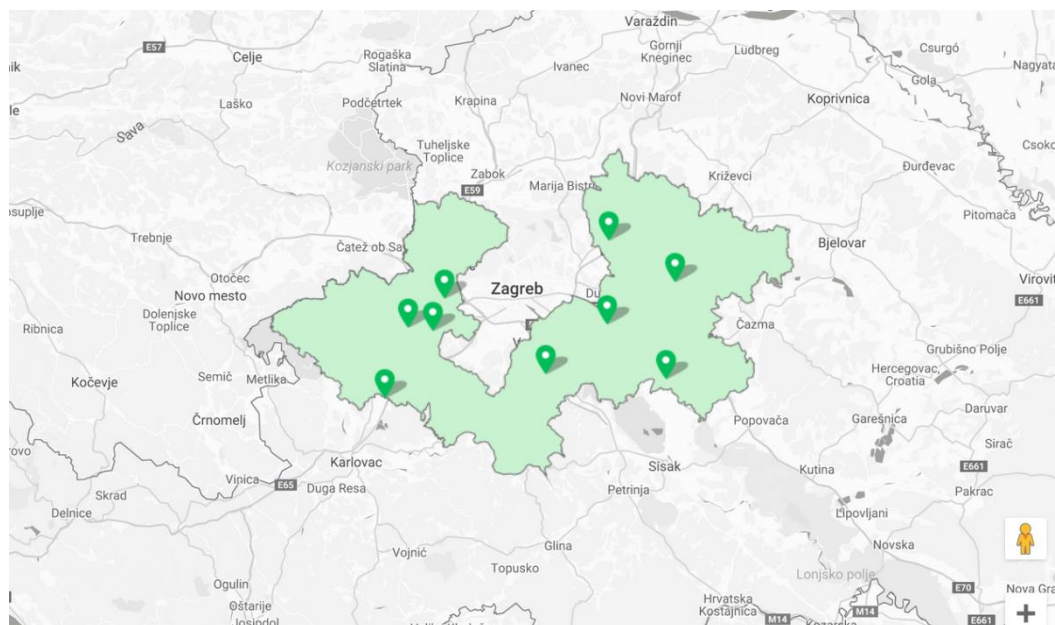 Varaždin
E57
Celje
Rogaška
Slatina
Gornji
Kneginec
Ludbreg
Csurgó
Ivanec
Gola
Nagyata
Laško
Podčetrtek
Krapina
Novi Marof
Koprivnica
Sava
Tuheljske
Toplice
Kozjanski park
Zabok
Đurđevac
E59
Marija Bistr
Križevci
Pitomača
Trebnje
Čatež ob Sa
Bjelovar
Otočec
Novo mesto
Zagreb
Virovit
E661
Dolenjske
Toplice
Ribnica
Čazma
Grubišno Polje
Semič
Metlika
Kočevje
Hercegovac,
Croatia
Daruvar
Črnomelj
Popovača
Garešnica
Sirač
Karlovac
Sisak
Kutina
E661
Vinica
E65
Duga Resa
Petrinja
Pakrac
Skrad
Delnice
Lipovljani
Vojnić
Glina
Novska
Topusko
Lonjsko polje
Ogulin
E70
Nova Gra
Oštarije
Josipdol
Hrvatska
Kostajnica
M14
M14
E661
+